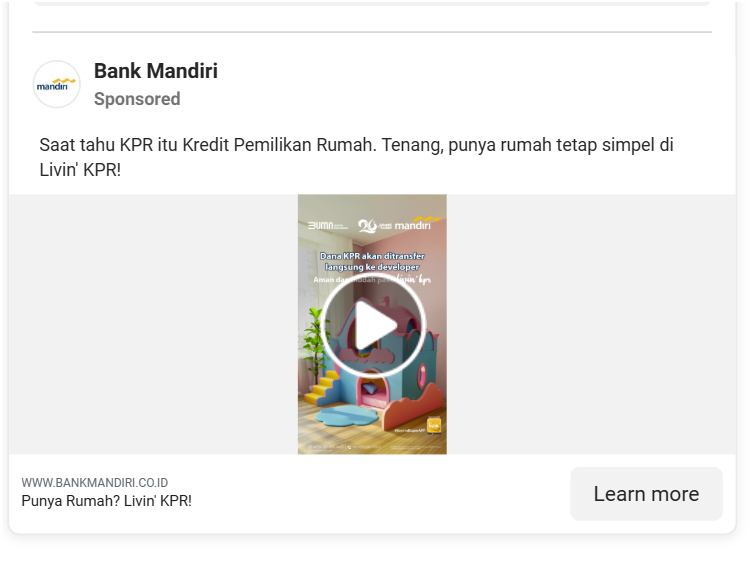 mandiri
Bank Mandiri
Sponsored
Saat tahu KPR itu Kredit Pemilikan Rumah. Tenang, punya rumah tetap simpel di
Livin' KPR!
BUMN
mandiri
Dana KPR akan ditransfer
langsung ke developer
Aman dan mudah
livin' kpr
WWW.BANKMANDIRI.CO.ID
Punya Rumah? Livin' KPR!
Learn more